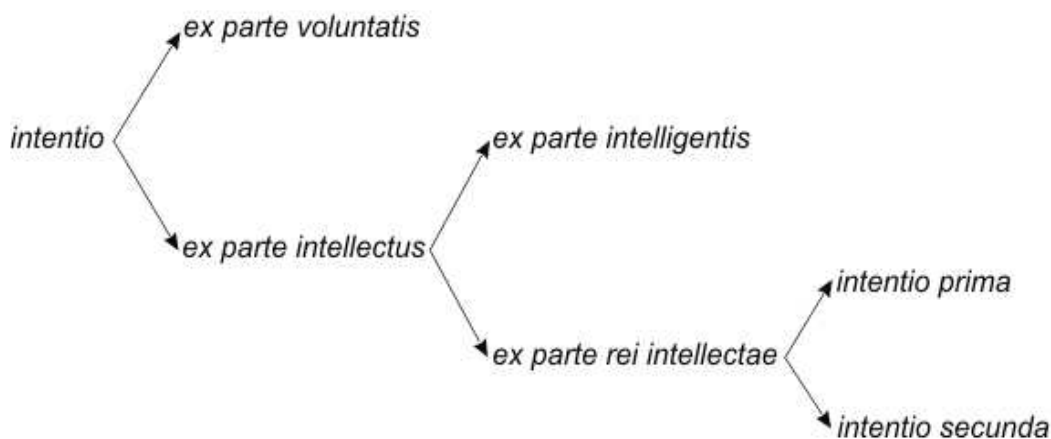 ex parte voluntatis
intentio
ex parte intelligentis
ex parte intellectus
intentio prima
ex parte rei intellectae
intentio secunda